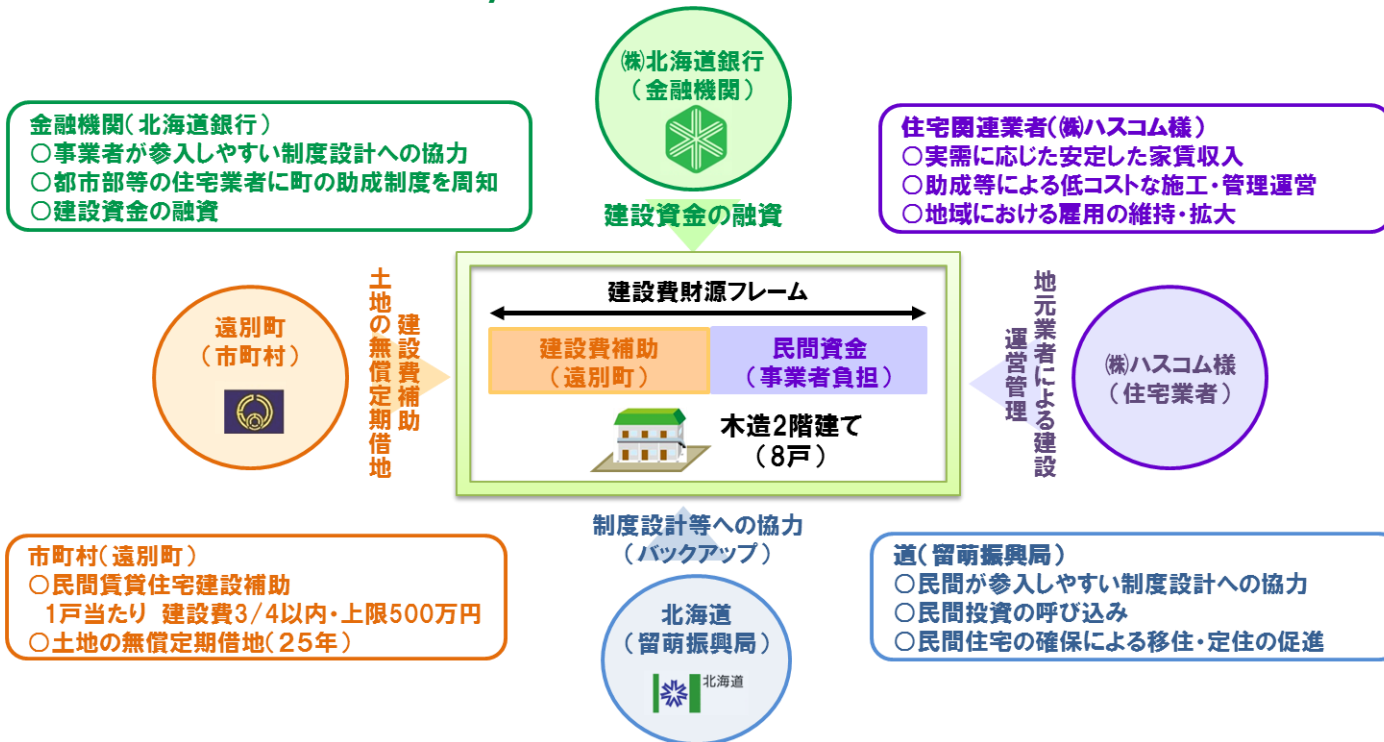 ㈱北海道銀行
（金融機関）
金融機関（北海道銀行）
○事業者が参入しやすい制度設計への協力
○都市部等の住宅業者に町の助成制度を周知
○建設資金の融資
住宅関連業者（㈱ハスコム様）
○実需に応じた安定した家賃収入
○助成等による低コストな施工・管理運営
○地域における雇用の維持・拡大
建設資金の融資
遠別町
（市町村）
建設費補助
土地の無償定期借地
建設費財源フレーム
建設費補助
（遠別町）
民間資金
（事業者負担）
木造2階建て
（8戸）
地元業者による建設
運営管理
㈱ハスコム様
（住宅業者）
制度設計等への協力
（バックアップ）
市町村（遠別町）
○民間賃貸住宅建設補助
1戸当たり 建設費3/4以内・上限500万円
○土地の無償定期借地（25年）
北海道
（留萌振興局）
北海道
道（留萌振興局）
○民間が参入しやすい制度設計への協力
○民間投資の呼び込み
○民間住宅の確保による移住・定住の促進